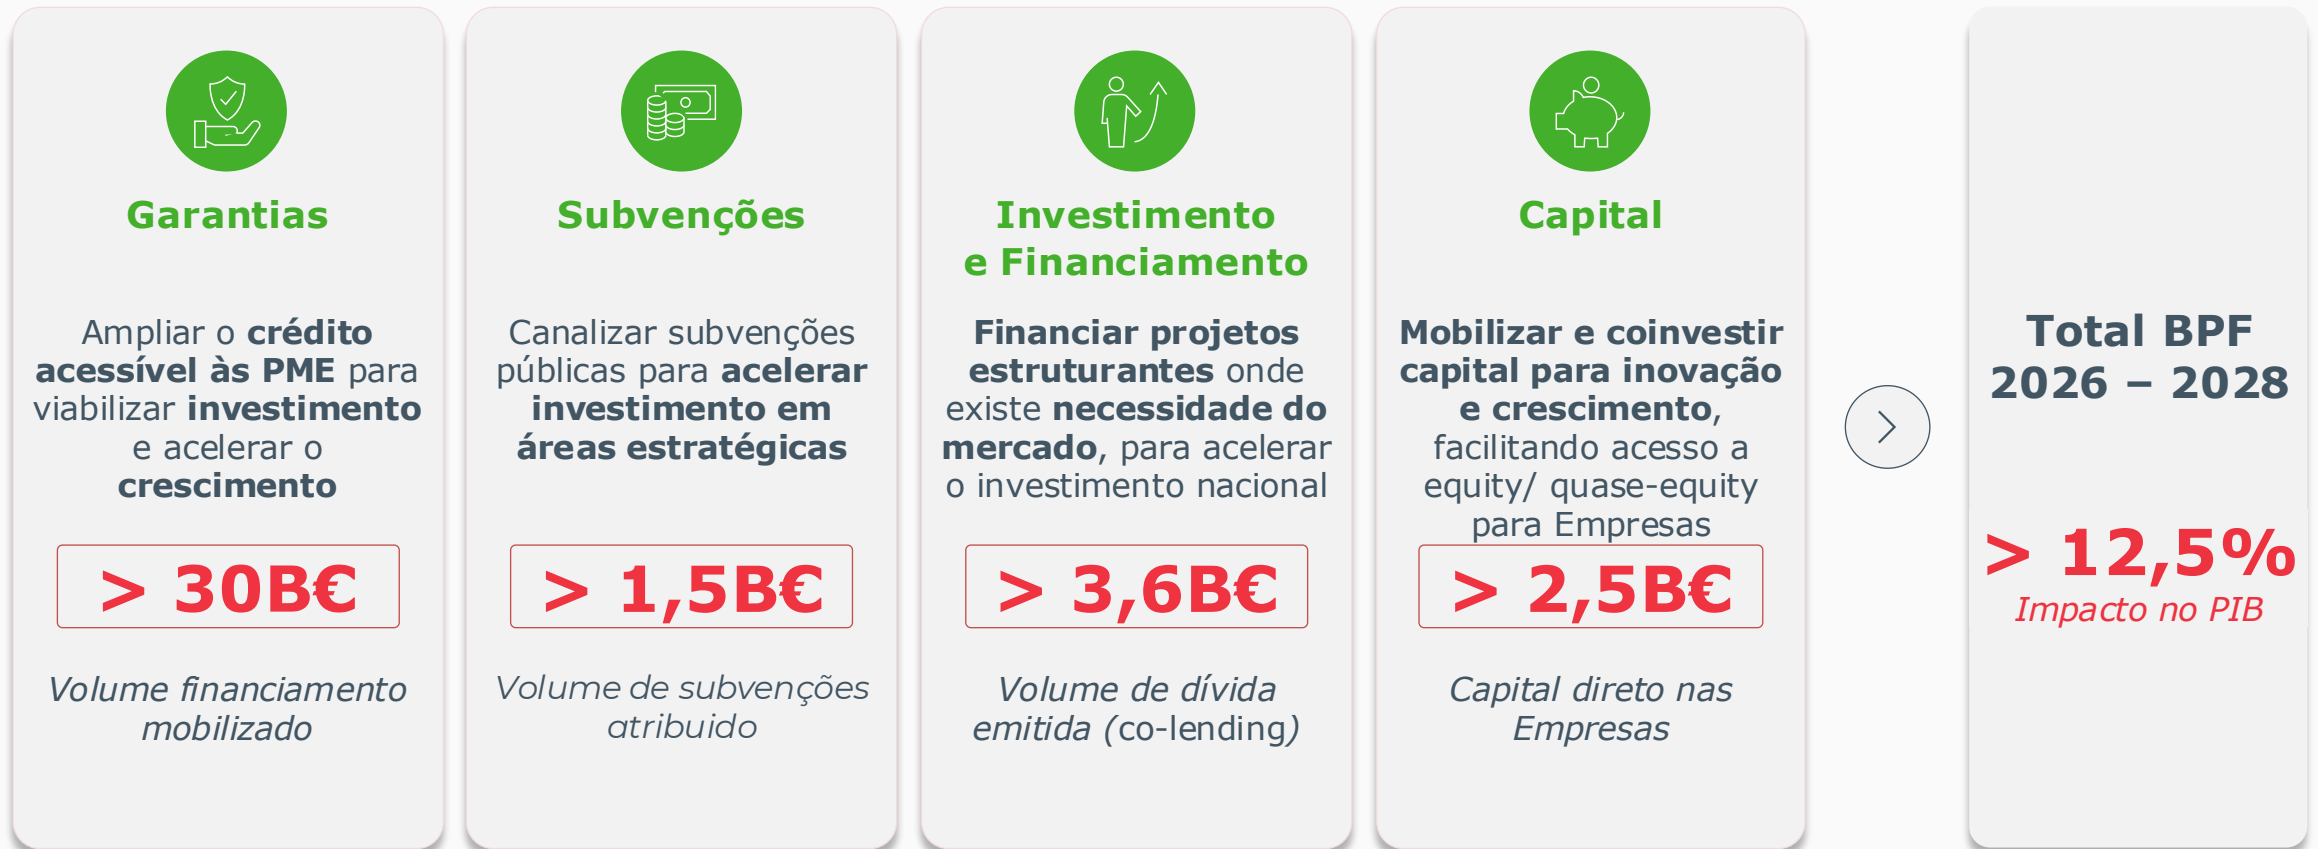 Garantias
Ampliar o crédito
acessível às PME para
viabilizar investimento
e acelerar o
crescimento
> 30B€
Volume financiamento
mobilizado
Subvenções
Canalizar subvenções
públicas para acelerar
investimento em
áreas estratégicas
> 1,5B€
Volume de subvenções
atribuido
Investimento
e Financiamento
Financiar projetos
estruturantes onde
existe necessidade do
mercado, para acelerar
o investimento nacional
> 3,6B€
Volume de dívida
emitida (co-lending)
Capital
Mobilizar e coinvestir
capital para inovação
e crescimento,
facilitando acesso a
equity/ quase-equity
para Empresas
> 2,5B€
Capital direto nas
Empresas
Total BPF
2026 – 2028
> 12,5%
Impacto no PIB